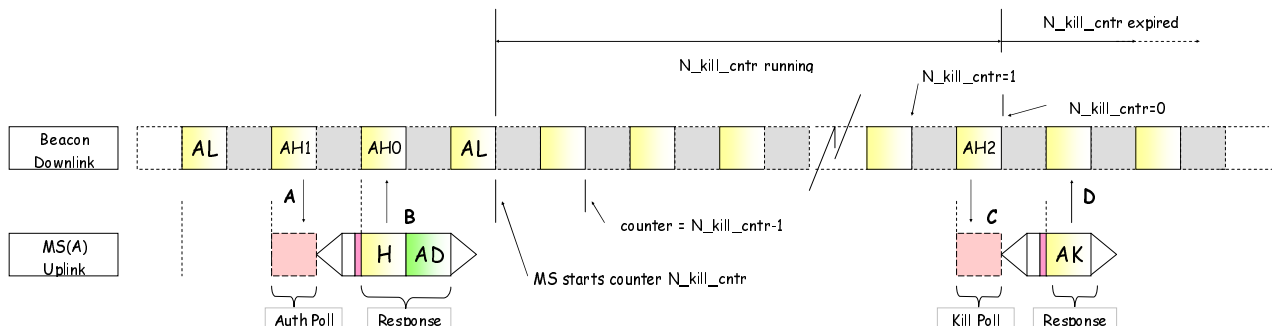 N_kill_cntr expired
N_kill_cntr running
N_kill_cntr=1
N_kill_cntr=0
Beacon
Downlink
AL
AH1
AH0
AL
AH2
A
B
C
D
counter = N_kill_cntr-1
MS(A)
Uplink
H
AD
AK
MS starts counter N_kill_cntr
Auth Poll
Response
Kill Poll
Response